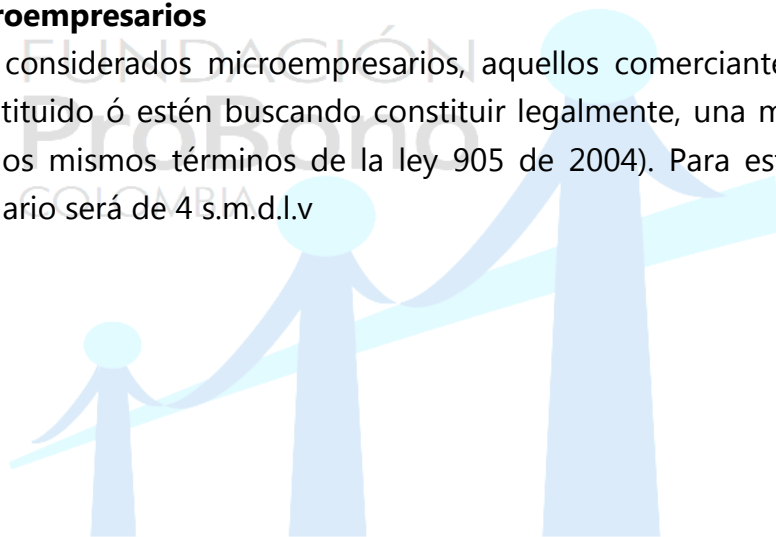 roempresarios
considerados microempresarios, aquellos comerciante
tituido ó estén buscando constituir legalmente, una m
os mismos términos de la ley 905 de 2004). Para est
ario será de 4 s.m.d.l.v
FUNDACIÓN
ProBono
COLOMBIA